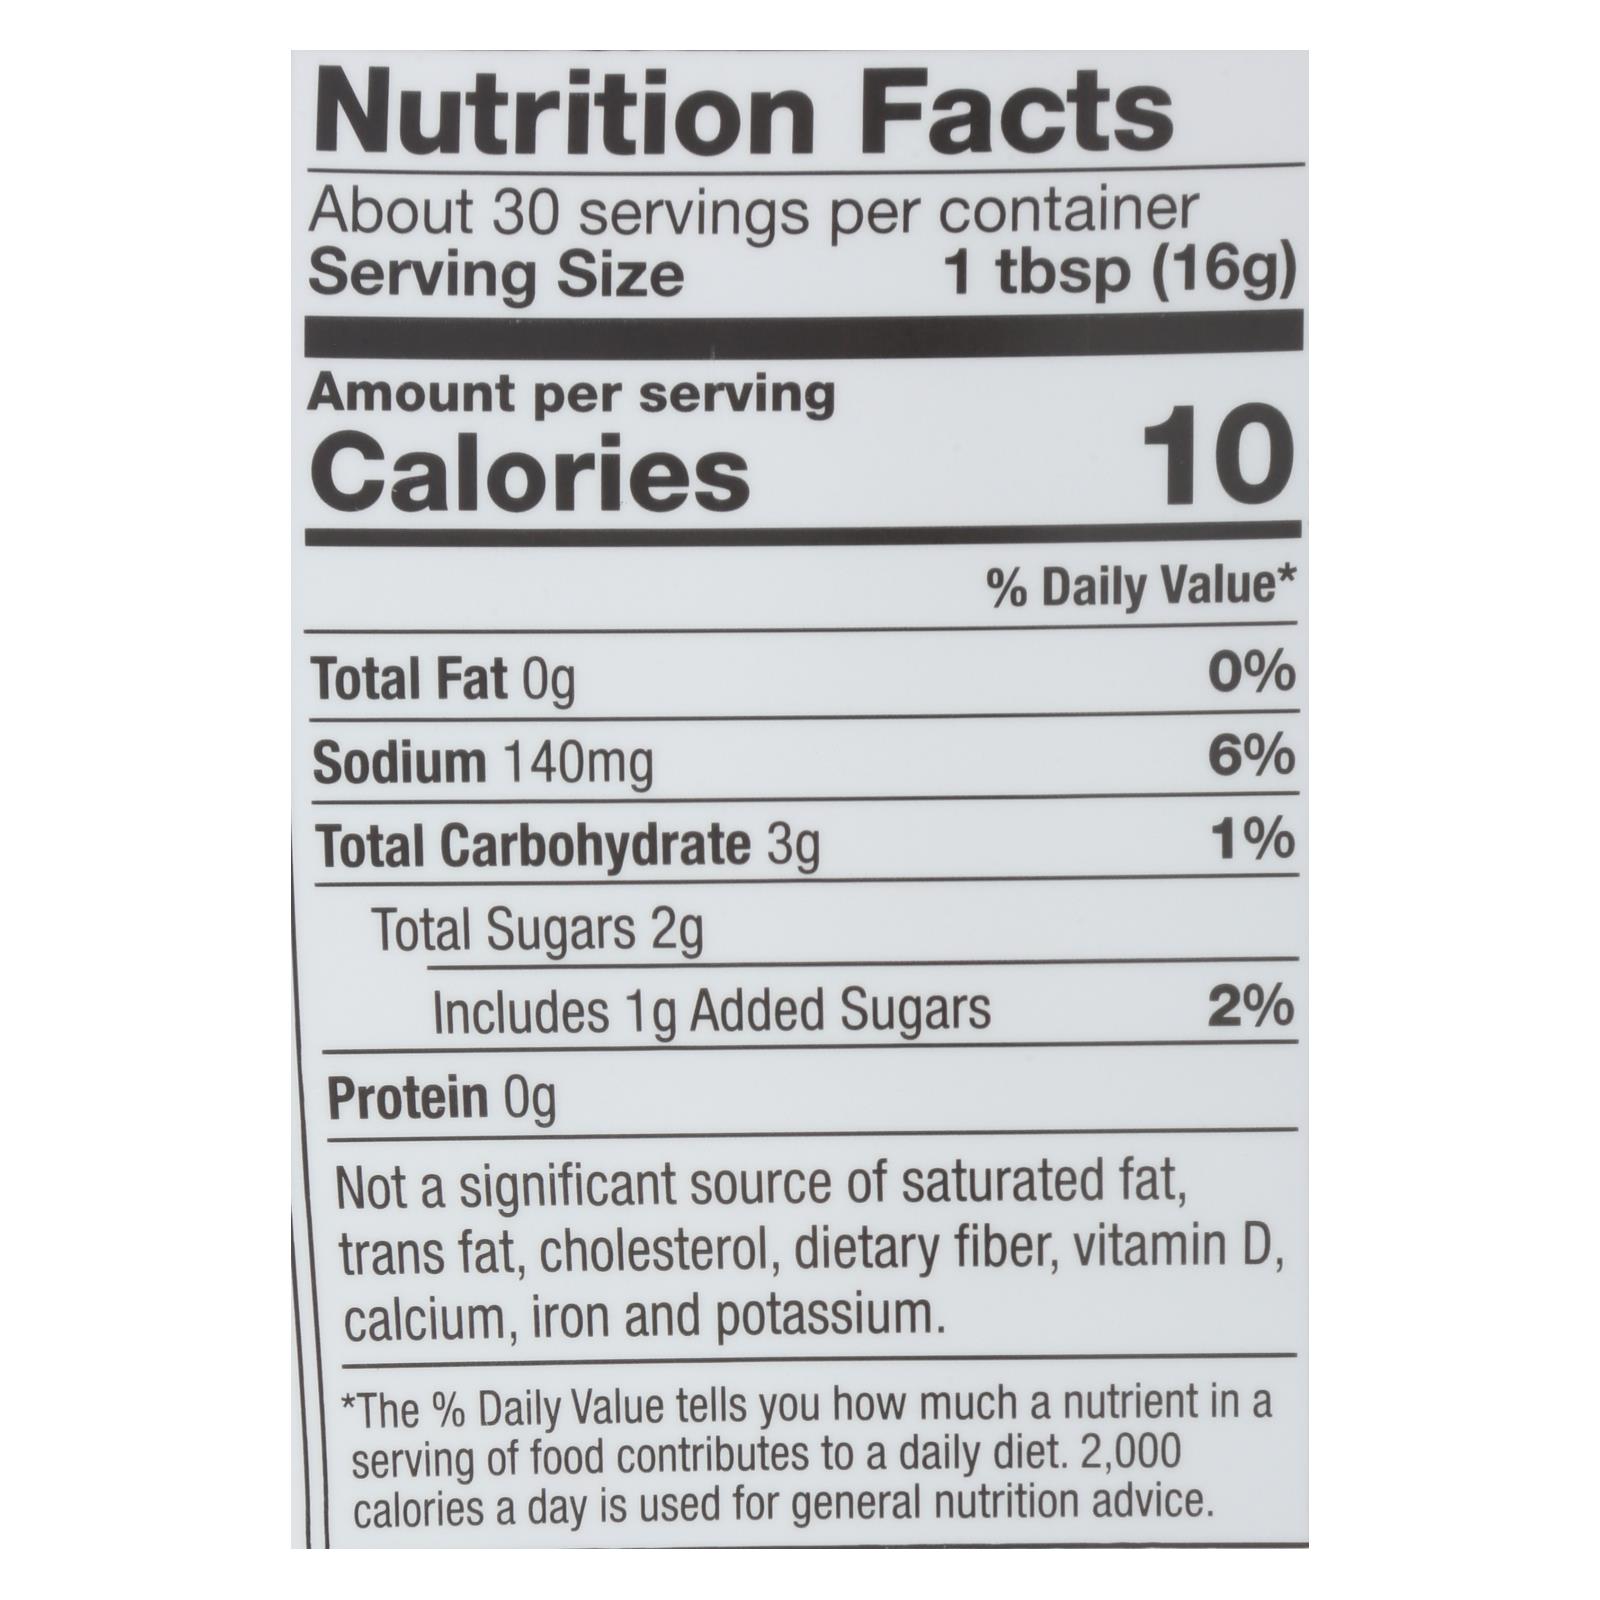 Nutrition Facts
About 30 servings per container
Serving Size 1 tbsp (16g)
Amount per serving
Calories 10
% Daily Value*
Total Fat 0g 0%
Sodium 140mg 6%
Total Carbohydrate 3g 1%
Total Sugars 2g
Includes 1g Added Sugars 2%
Protein 0g
Not a significant source of saturated fat,
trans fat, cholesterol, dietary fiber, vitamin D,
calcium, iron and potassium.
*The % Daily Value tells you how much a nutrient in a
serving of food contributes to a daily diet. 2,000
calories a day is used for general nutrition advice.